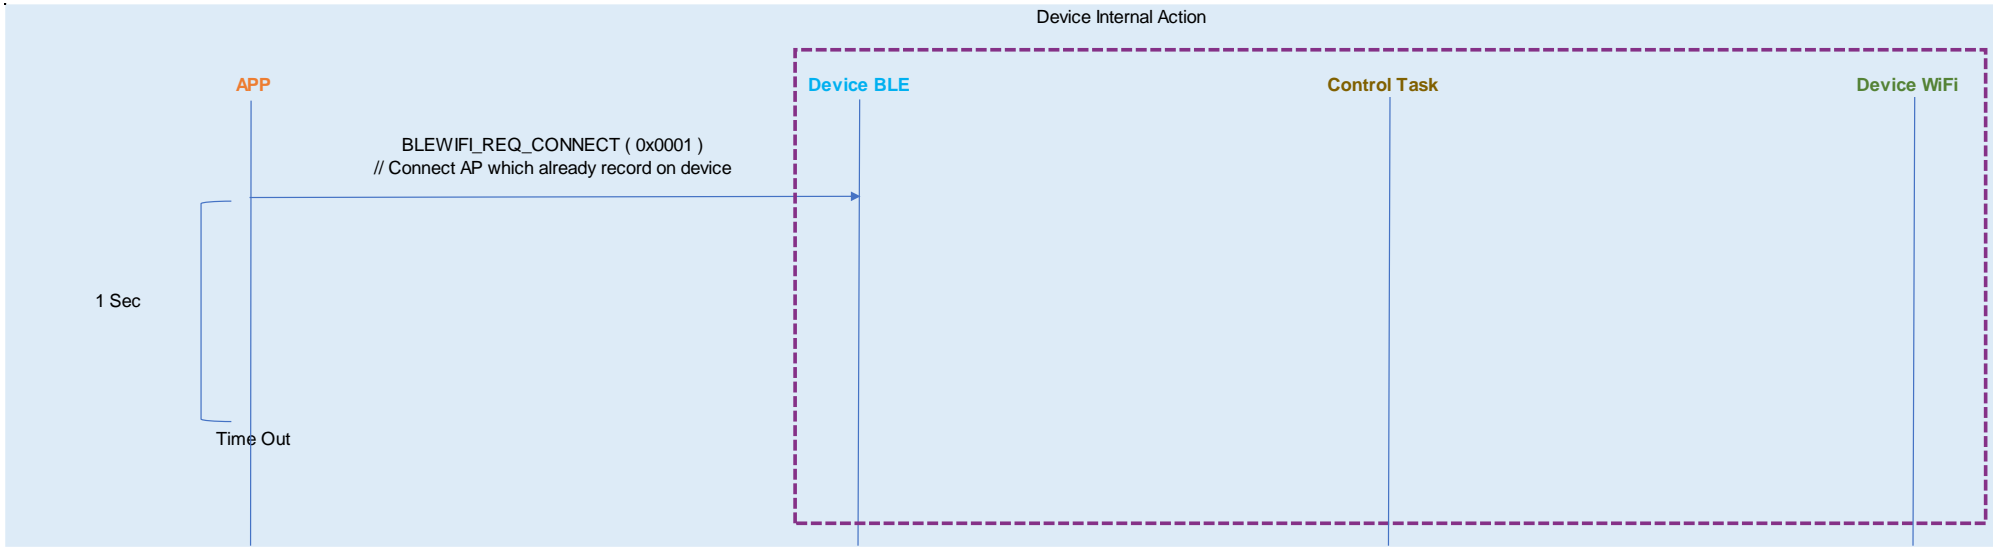 Device Internal Action
APP
Device BLE
Control Task
Device WiFi
BLEWIFI_REQ_CONNECT ( 0x0001 )
// Connect AP which already record on device
1 Sec
Time Out